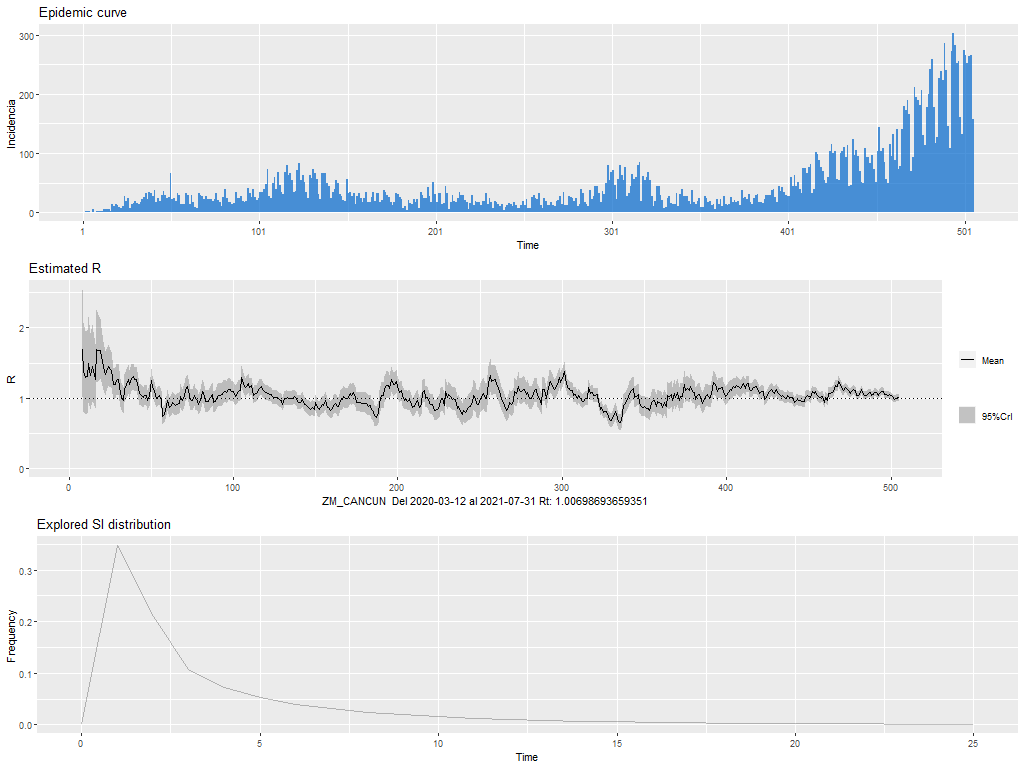 Epidemic curve
300
200
100
0
Incidencia
1 101 201 301 401 501
Time
Estimated R
2
1
0
R
0 100 200 300 400 500
ZM_CANCUN Del 2020-03-12 al 2021-07-31 Rt: 1.00698693659351
Mean
95%CrI
Explored SI distribution
0.3
0.2
0.1
0.0
Frequency
0 5 10 15 20 25
Time